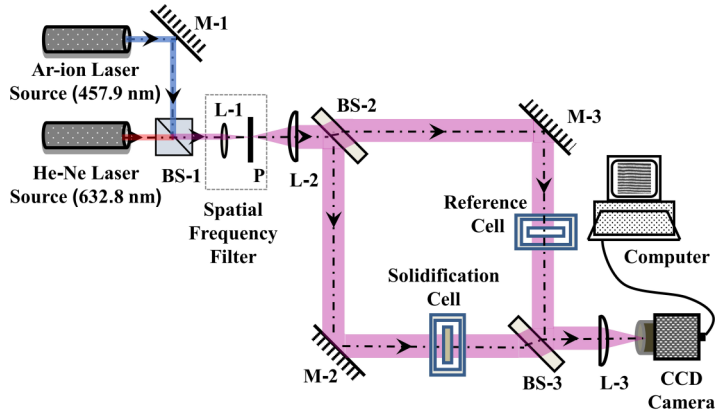 M-1
Ar-ion Laser
Source (457.9 nm)
He-Ne Laser
Source (632.8 nm)
BS-1
L-1
P
Spatial
Frequency
Filter
L-2
BS-2
M-3
Reference
Cell
Computer
Solidification
Cell
M-2
BS-3
L-3
CCD
Camera